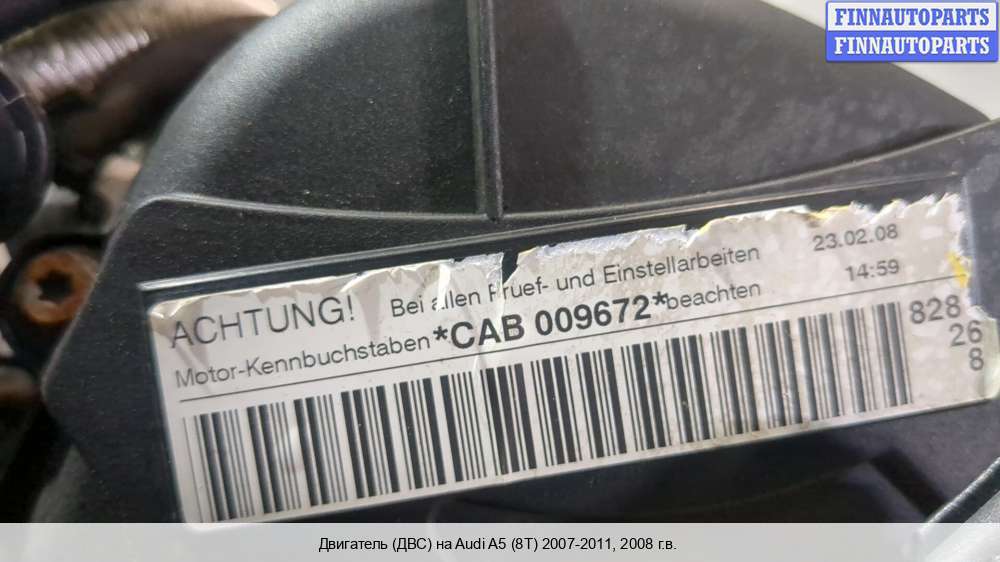 FINNAUTOPARTS
FINNAUTOPARTS
ACHTUNG! Bei allen Pruef- und Einstellarbeiten 23.02.08
Motor-Kennbuchstaben *CAB 009672* beachten 14:59
828
26
8
Двигатель (ДВС) на Audi A5 (8T) 2007-2011, 2008 г.в.